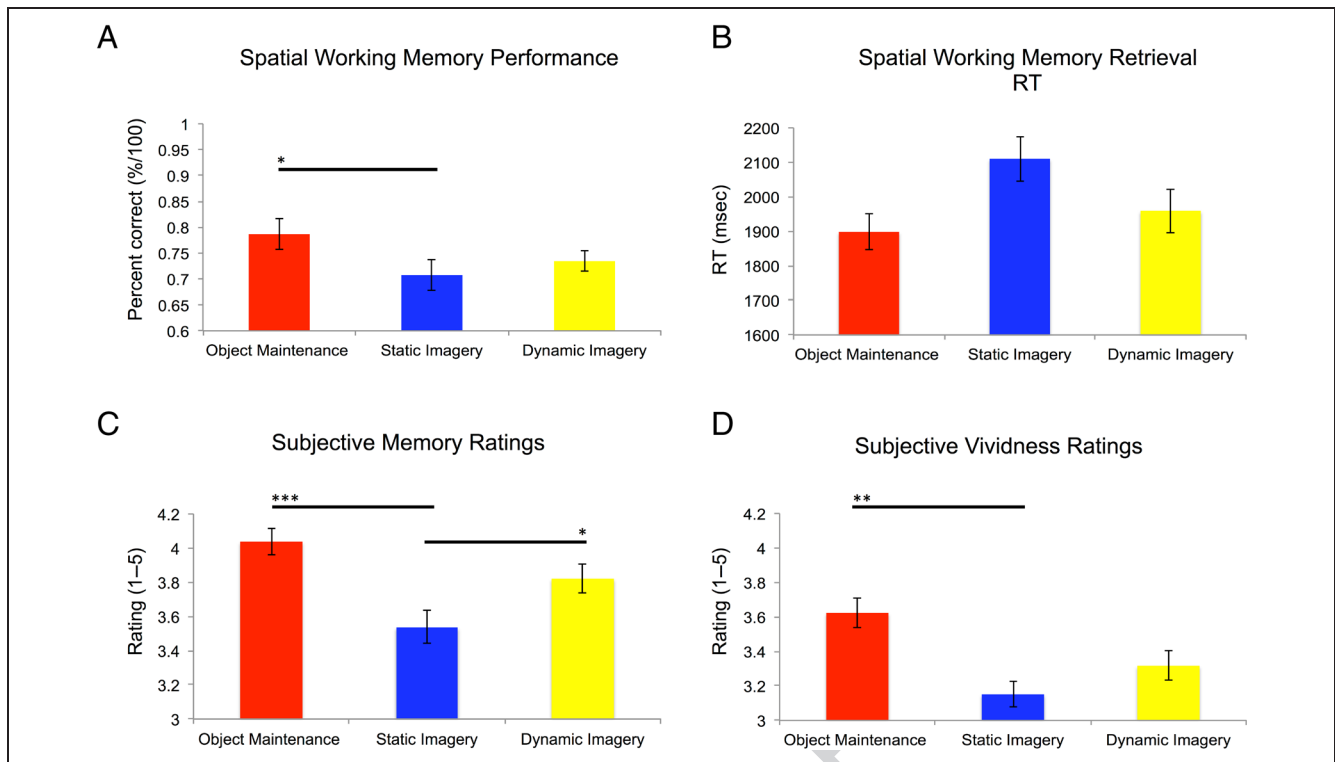 A
Spatial Working Memory Performance
Percent correct (%/100)
1
0.95
0.9
0.85
0.8
0.75
0.7
0.65
0.6
*
Object Maintenance Static Imagery Dynamic Imagery
B
Spatial Working Memory Retrieval
RT
RT (msec)
2200
2100
2000
1900
1800
1700
1600
Object Maintenance Static Imagery Dynamic Imagery
C
Subjective Memory Ratings
Rating (1–5)
4.2
4
3.8
3.6
3.4
3.2
3
***
*
Object Maintenance Static Imagery Dynamic Imagery
D
Subjective Vividness Ratings
Rating (1–5)
4.2
4
3.8
3.6
3.4
3.2
3
**
Object Maintenance Static Imagery Dynamic Imagery